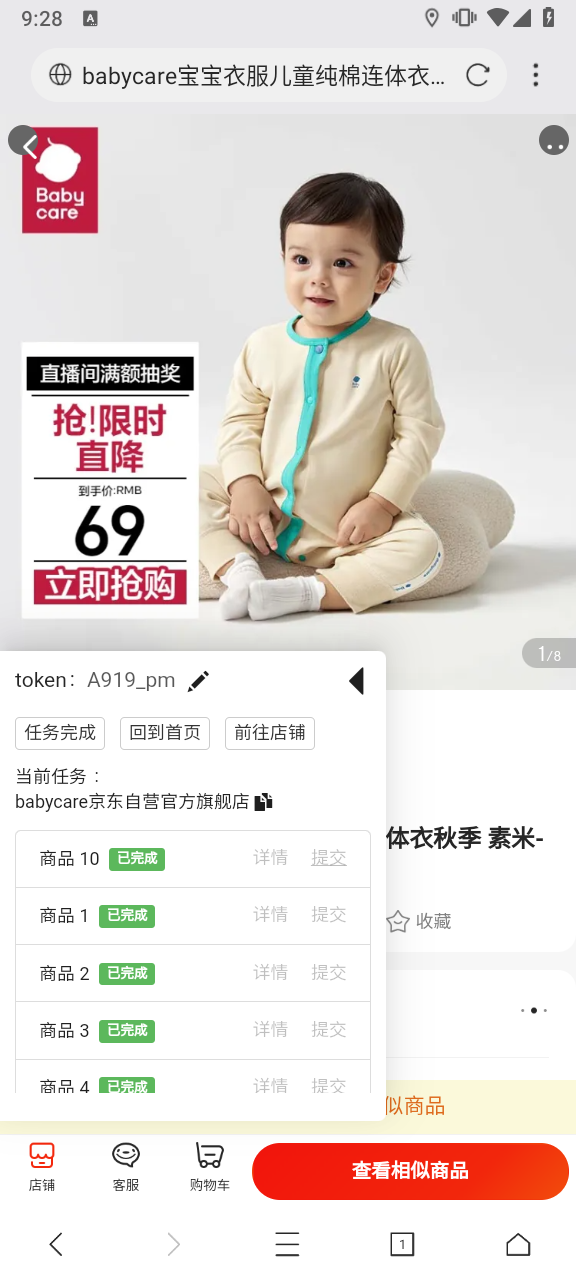 9:28
A
babycare宝宝衣服儿童纯棉连体衣…
Baby
care
直播间满额抽奖
抢!限时
直降
到手价:RMB
69
立即抢购
1/8
token: A919_pm
任务完成 回到首页 前往店铺
当前任务：
babycare京东自营官方旗舰店
体衣秋季 素米-
商品 10 已完成 详情 提交
商品 1 已完成 详情 提交
收藏
商品 2 已完成 详情 提交
商品 3 已完成 详情 提交
商品 4 已完成 详情 提交
似商品
店铺 客服 购物车 查看相似商品
1